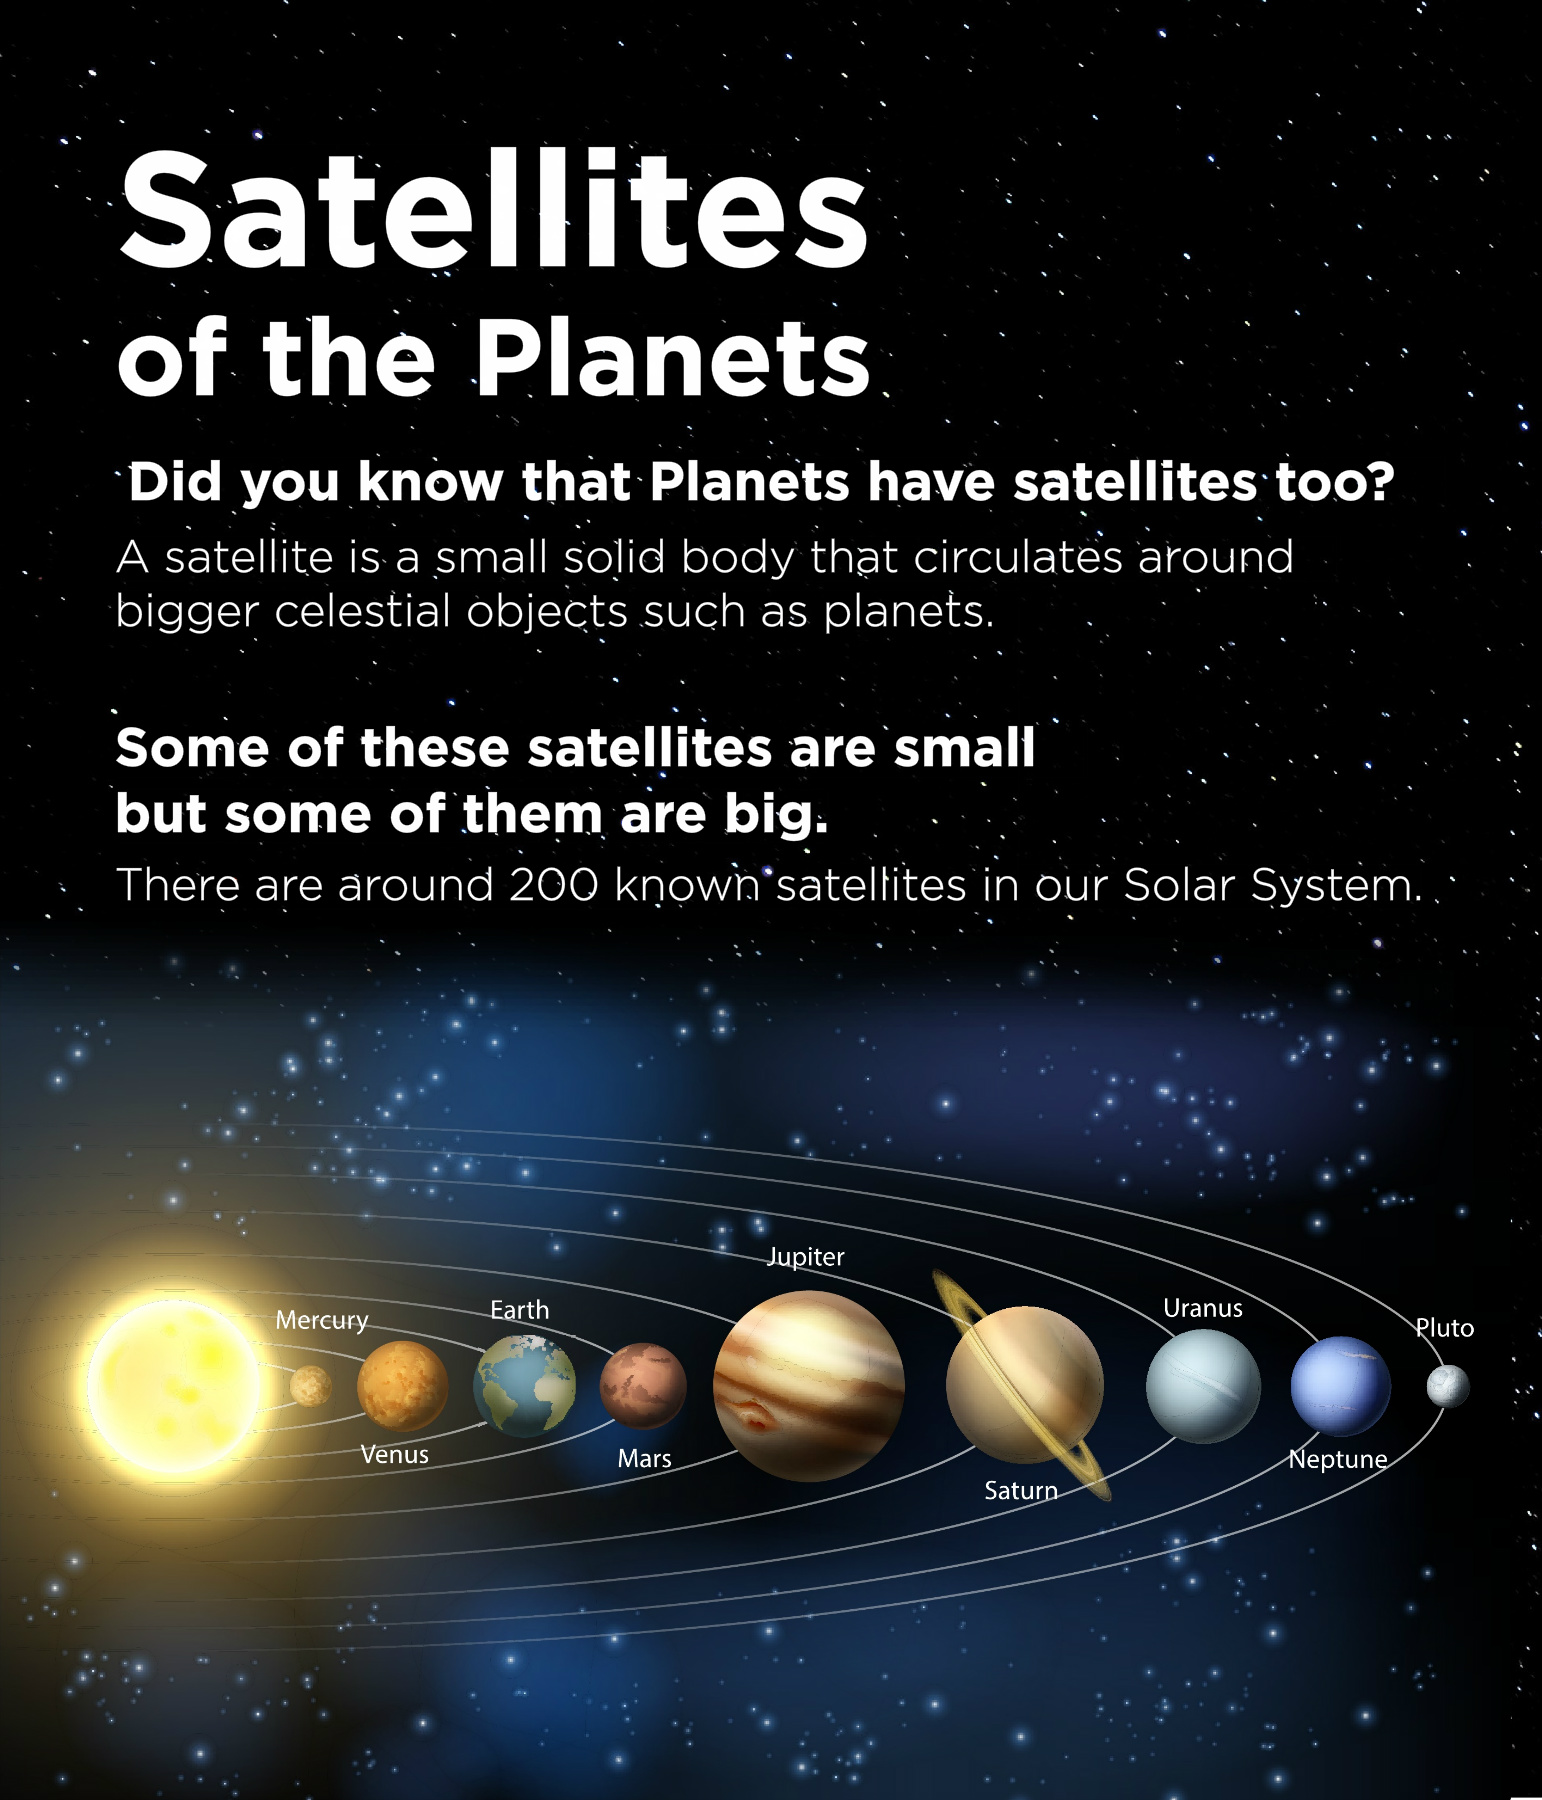 Satellites
of the Planets
Did you know that Planets have satellites too?
A satellite is a small solid body that circulates around
bigger celestial objects such as planets.
Some of these satellites are small
but some of them are big.
There are around 200 known satellites in our Solar System.
Mercury
Venus
Earth
Mars
Jupiter
Saturn
Uranus
Neptune
Pluto